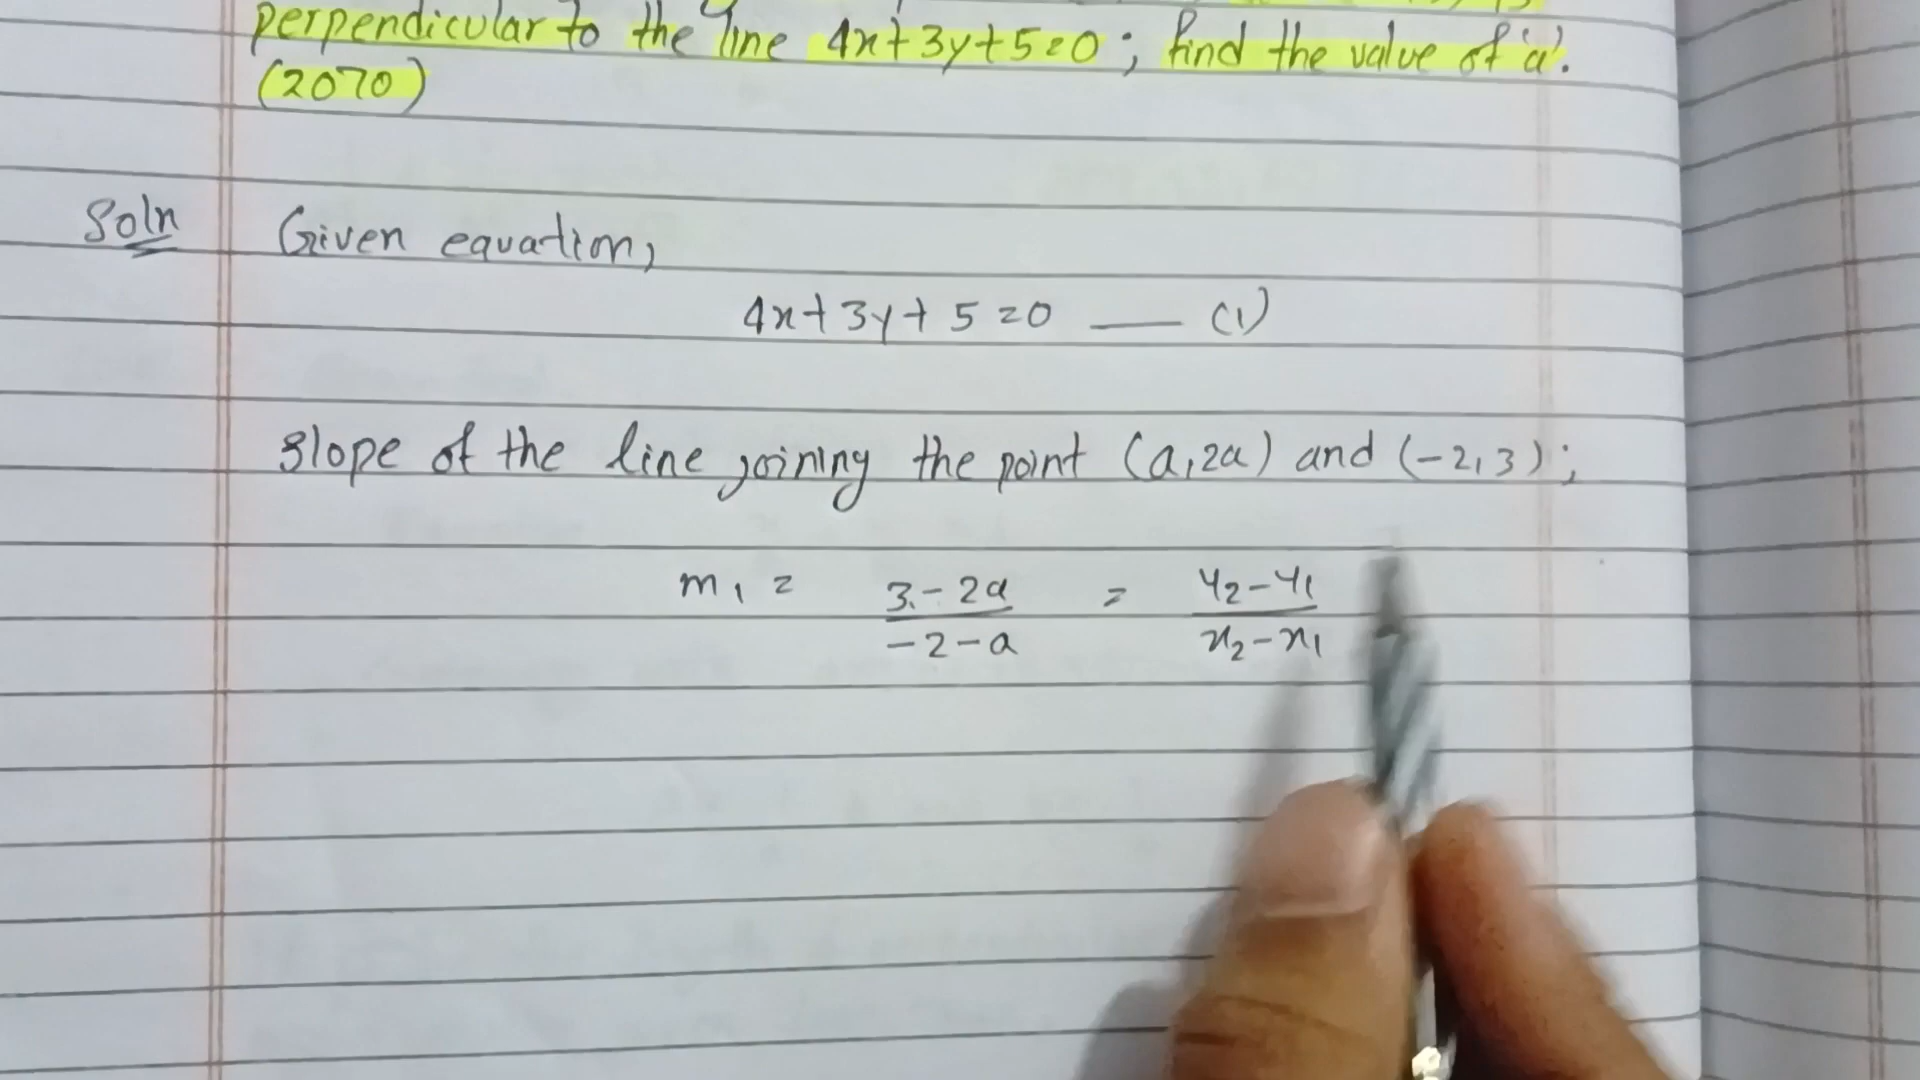 perpendicular to the line 4x+3y+5=0; find the value of 'a'.
(2070)
Soln Given equation,
4x+3y+5=0 — (1)
slope of the line joining the point (a,2a) and (-2,3);
m₁ = 3-2a / -2-a = y₂-y₁ / x₂-x₁